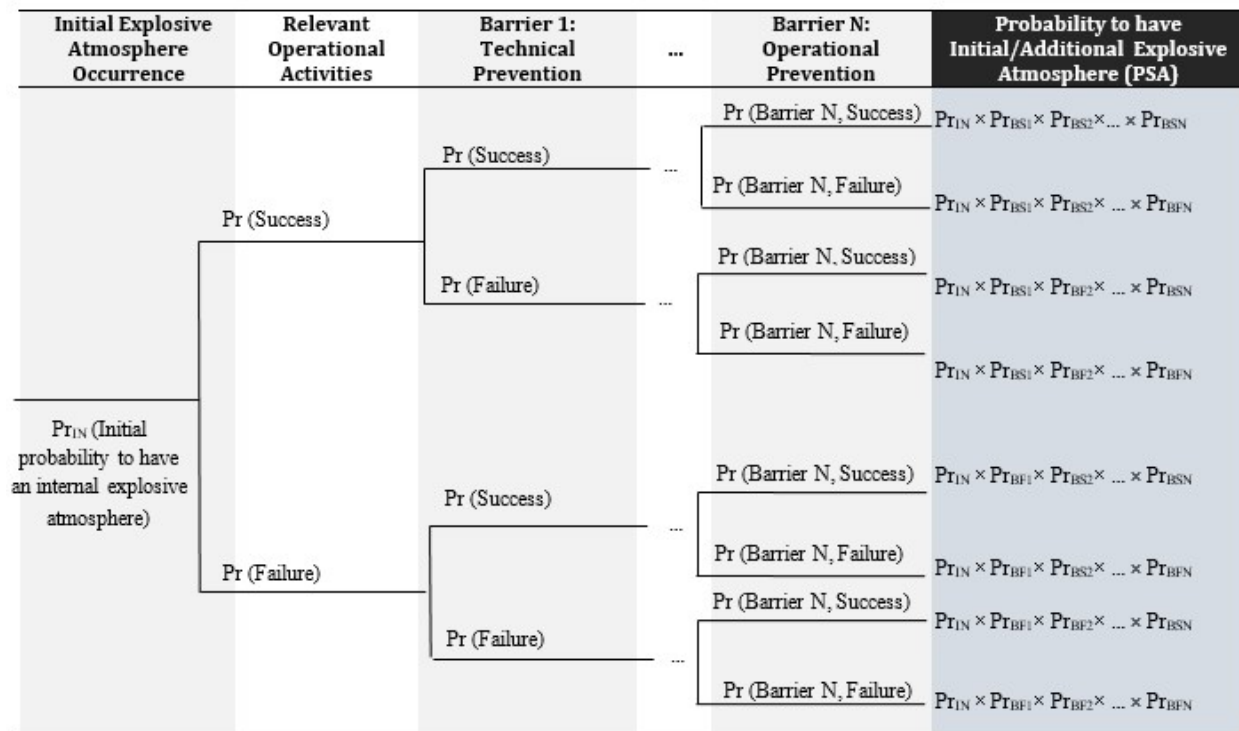 Initial Explosive
Atmosphere
Occurrence
Relevant
Operational
Activities
Barrier 1:
Technical
Prevention
...
Barrier N:
Operational
Prevention
Probability to have
Initial/Additional Explosive
Atmosphere (PSA)
Pr (Barrier N, Success)
Pr_IN × Pr_BS1 × Pr_BS2 × ... × Pr_BSN
Pr (Success)
...
Pr (Barrier N, Failure)
Pr_IN × Pr_BS1 × Pr_BS2 × ... × Pr_BFN
Pr (Success)
Pr (Barrier N, Success)
Pr (Failure)
Pr_IN × Pr_BS1 × Pr_BF2 × ... × Pr_BSN
...
Pr (Barrier N, Failure)
Pr_IN × Pr_BS1 × Pr_BF2 × ... × Pr_BFN
Pr_IN (Initial
probability to have
an internal explosive
atmosphere)
Pr (Barrier N, Success)
Pr_IN × Pr_BF1 × Pr_BS2 × ... × Pr_BSN
Pr (Success)
...
Pr (Barrier N, Failure)
Pr_IN × Pr_BF1 × Pr_BS2 × ... × Pr_BFN
Pr (Failure)
Pr (Barrier N, Success)
Pr_IN × Pr_BF1 × Pr_BF2 × ... × Pr_BSN
Pr (Failure)
...
Pr (Barrier N, Failure)
Pr_IN × Pr_BF1 × Pr_BF2 × ... × Pr_BFN